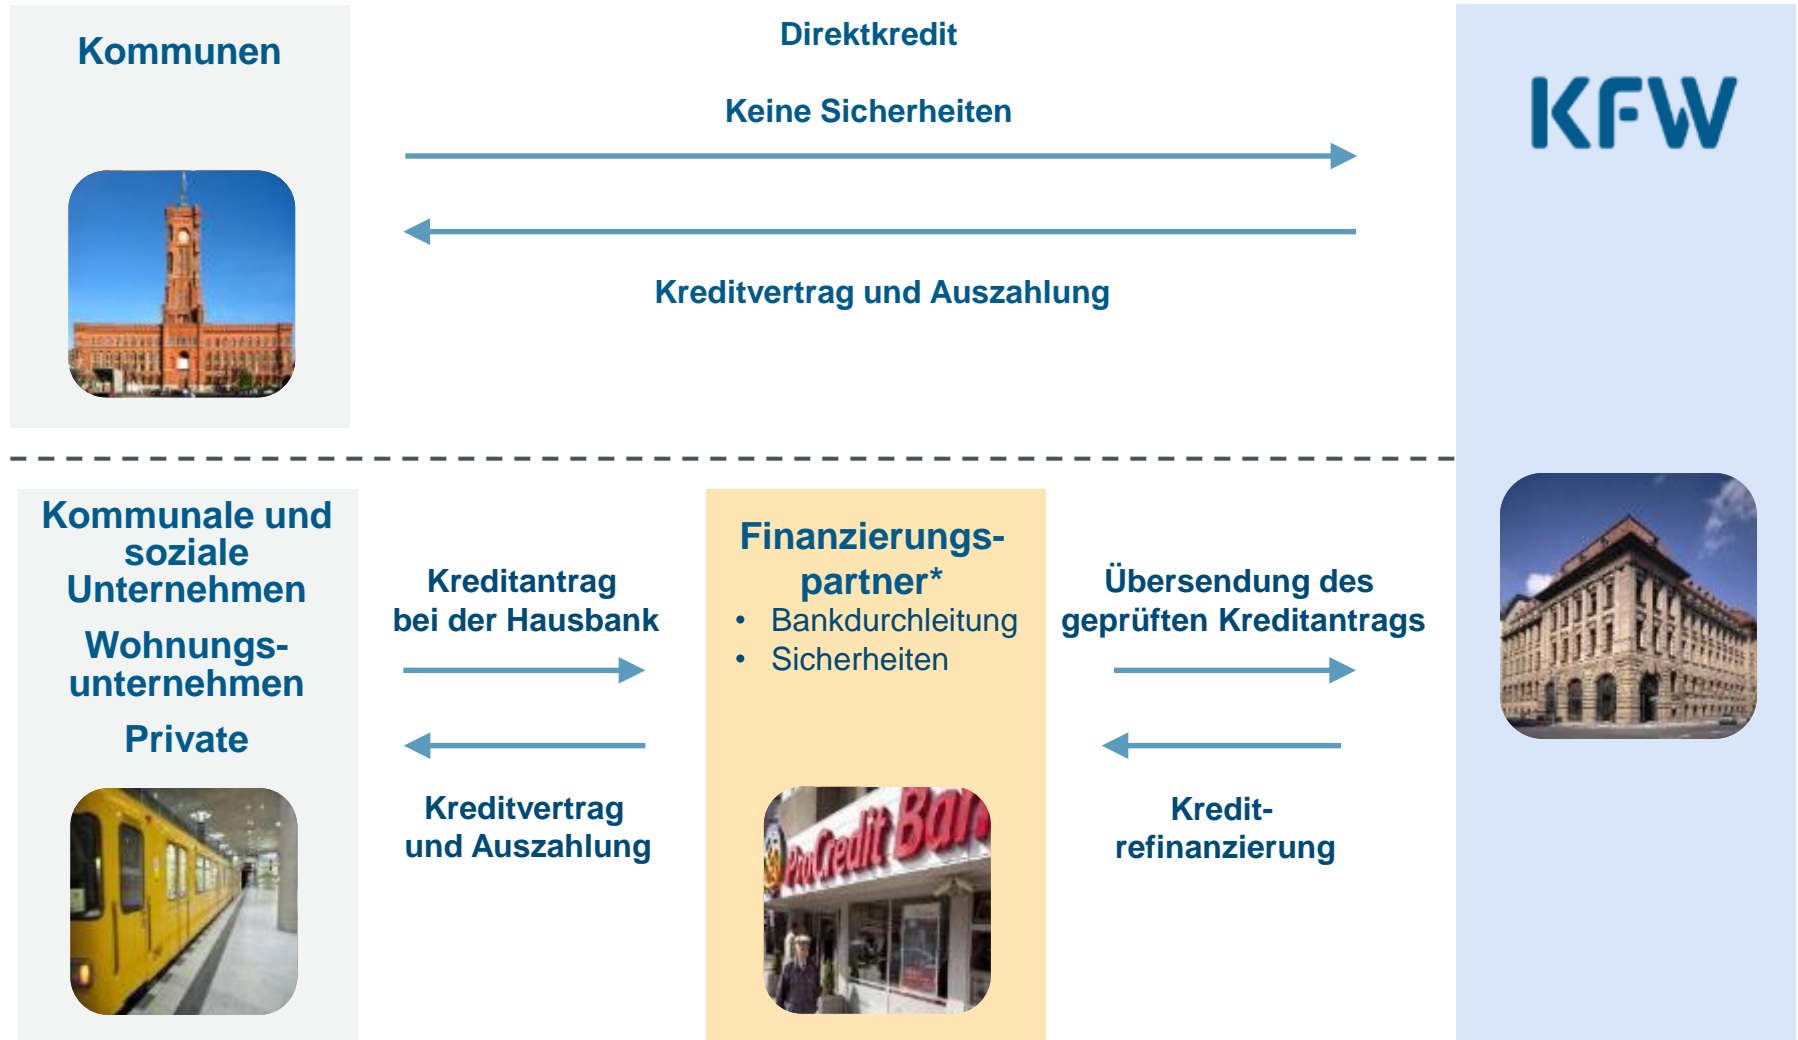 Kommunen
Direktkredit
Keine Sicherheiten
Kreditvertrag und Auszahlung
KFW
Kommunale und
soziale
Unternehmen
Wohnungs-
unternehmen
Private
Kreditantrag
bei der Hausbank
Kreditvertrag
und Auszahlung
Finanzierungs-
partner*
• Bankdurchleitung
• Sicherheiten
ProCredit Ban
Übersendung des
geprüften Kreditantrags
Kredit-
refinanzierung